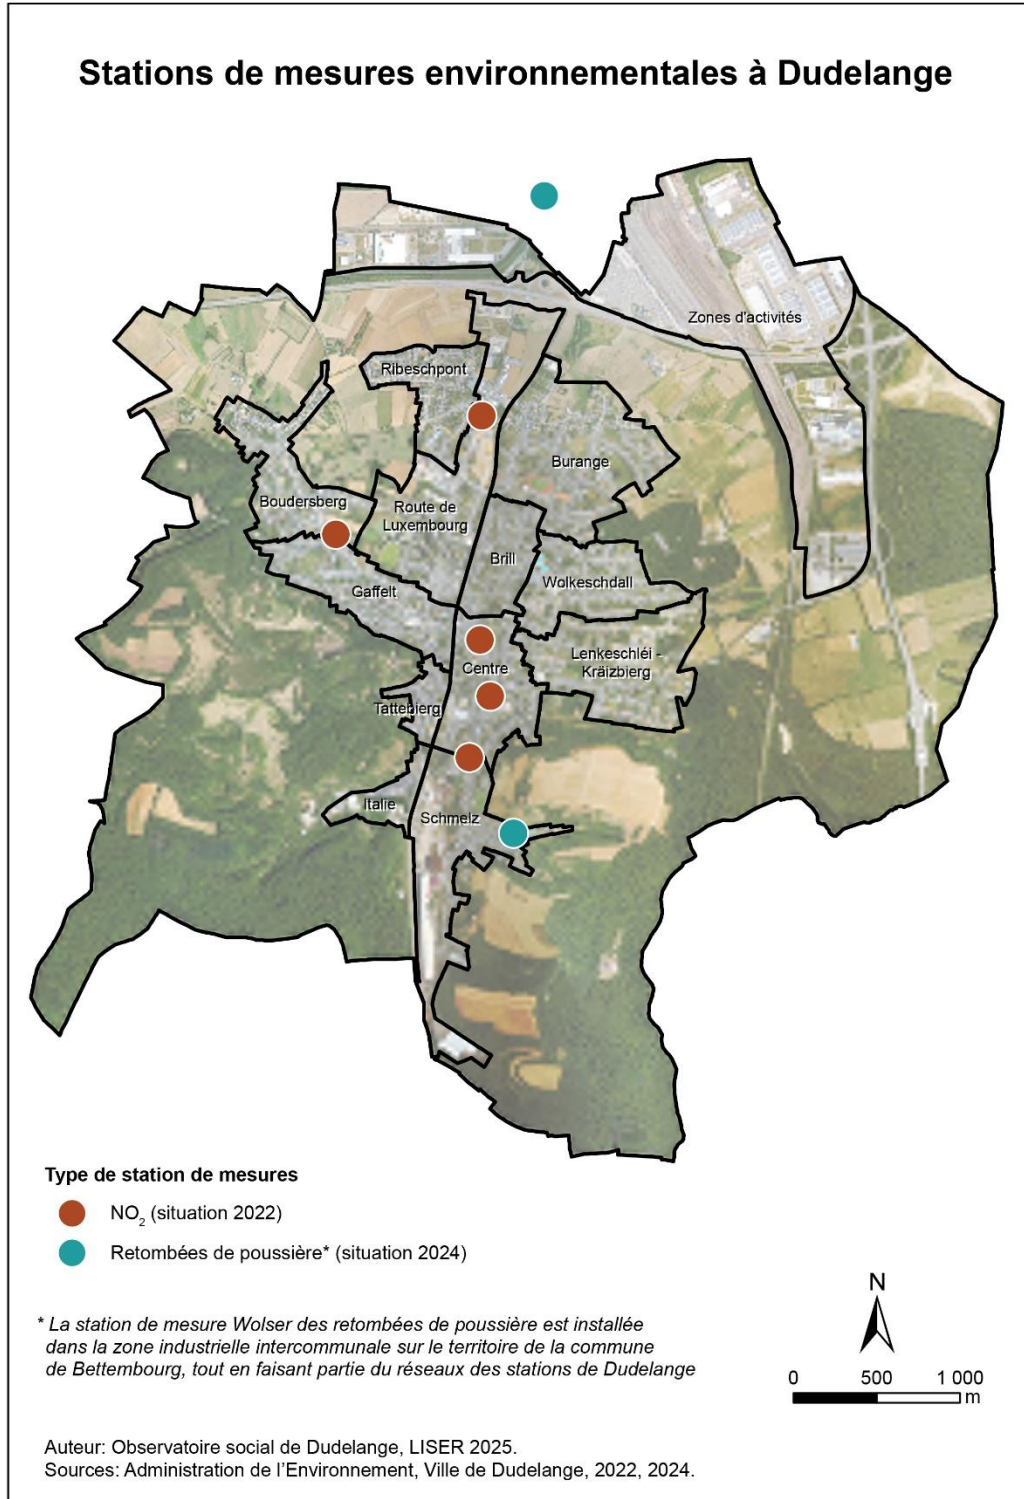 Stations de mesures environnementales à Dudelange
Zones d'activités
Ribeschpont
Burange
Boudersberg
Route de
Luxembourg
Brill
Wolkeschdall
Gaffelt
Lenkeschléi -
Kräizbierg
Centre
Tattebierg
Italie
Schmelz
Type de station de mesures
NO₂ (situation 2022)
Retombées de poussière* (situation 2024)
* La station de mesure Wolser des retombées de poussière est installée
dans la zone industrielle intercommunale sur le territoire de la commune
de Bettembourg, tout en faisant partie du réseaux des stations de Dudelange
N
0 500 1 000
m
Auteur: Observatoire social de Dudelange, LISER 2025.
Sources: Administration de l'Environnement, Ville de Dudelange, 2022, 2024.